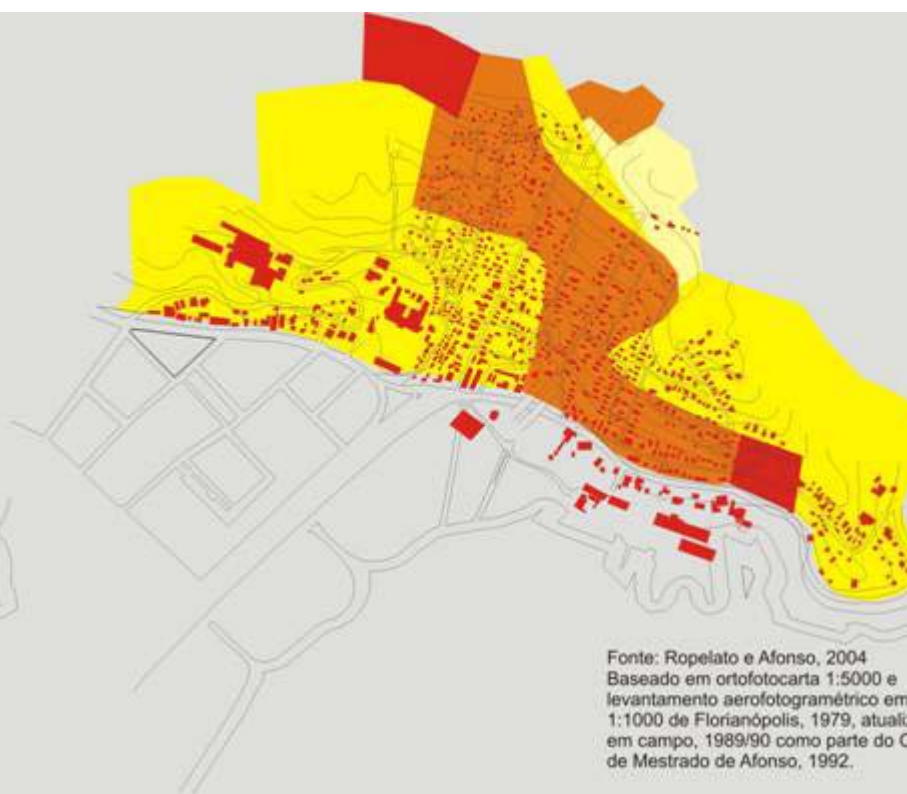 Fonte: Ropelato e Afonso, 2004
Baseado em ortofotocarta 1:5000 e
levantamento aerofotogramétrico em
1:1000 de Florianópolis, 1979, atuali
em campo, 1989/90 como parte do
de Mestrado de Afonso, 1992.